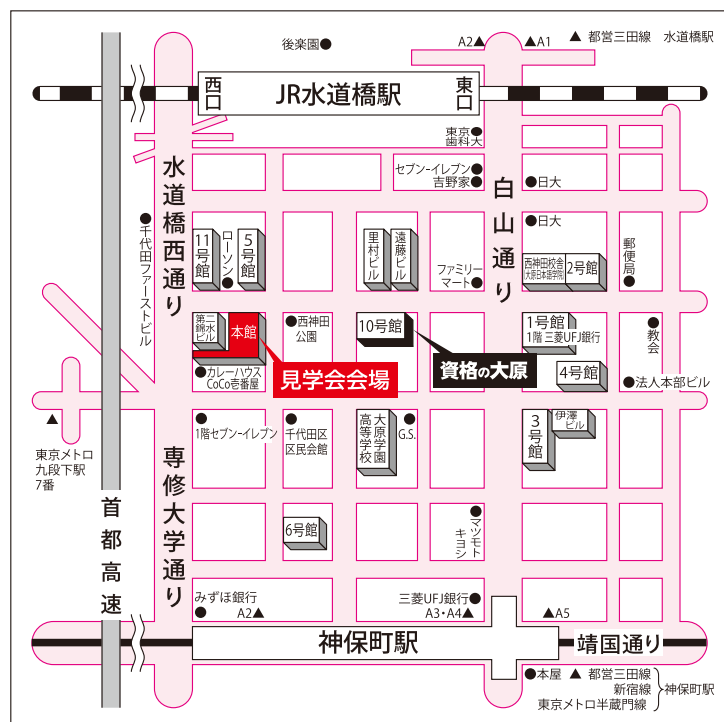 後楽園
A2▲
▲A1
▲ 都営三田線 水道橋駅
西口
JR水道橋駅
東口
東京
歯科大
セブン-イレブン
吉野家
日大
水道橋西通り
白山通り
日大
千代田ファーストビル
11号館
ローソン
5号館
里村ビル
遠藤ビル
ファミリー
マート
西神田校舎
(大原日本語学院)
2号館
郵便局
第二
錦水
ビル
本館
西神田
公園
10号館
1号館
1階 三菱UFJ銀行
教会
見学会会場
資格の大原
カレーハウス
CoCo壱番屋
4号館
法人本部ビル
1階セブン-イレブン
千代田区
区民会館
大原学園
高等学校
G.S.
3号館
伊澤
ビル
東京メトロ
九段下駅
7番
専修大学通り
首都高速
6号館
マツモト
キヨシ
みずほ銀行
A2▲
三菱UFJ銀行
A3・A4▲
▲A5
神保町駅
靖国通り
本屋 ▲ 都営三田線
新宿線
東京メトロ半蔵門線
神保町駅